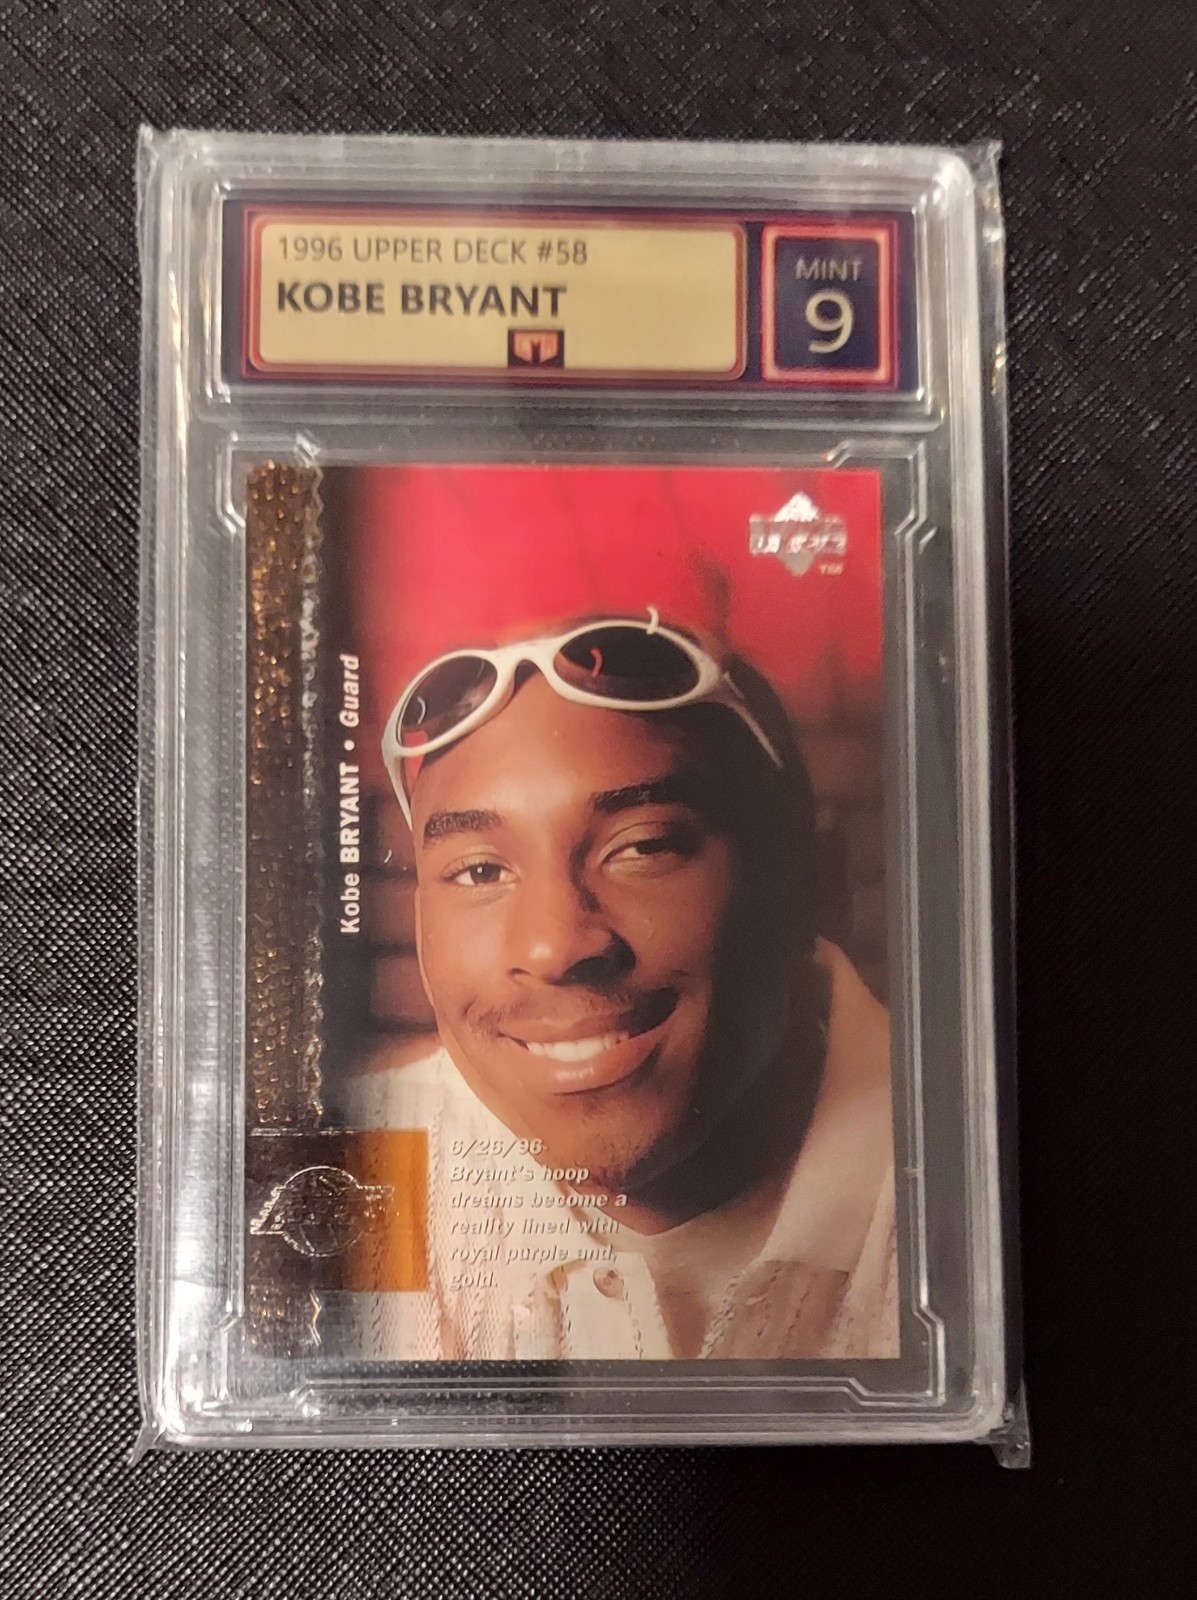 1996 UPPER DECK #58
KOBE BRYANT
MINT
9
TM
Kobe BRYANT • Guard
6/26/96-
Bryant's hoop
dreams become a
reality lined with
royal purple and
gold.